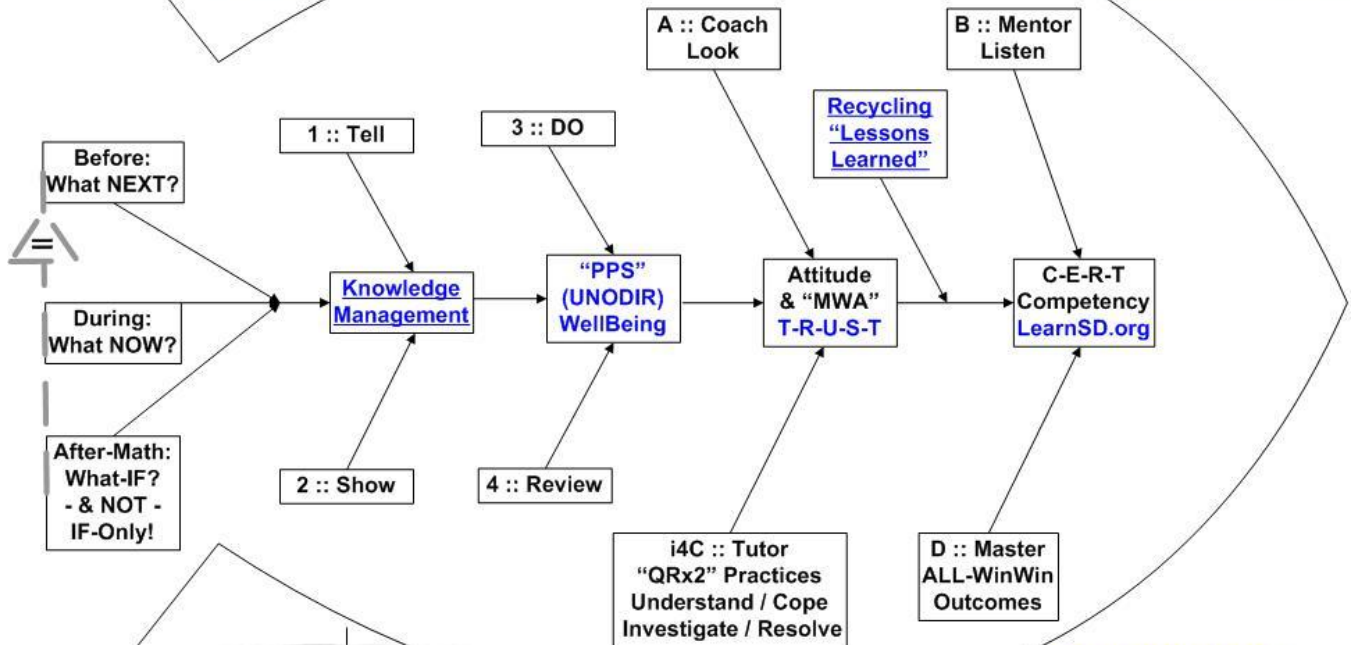 A :: Coach
Look
B :: Mentor
Listen
Recycling
“Lessons
Learned”
1 :: Tell
3 :: DO
Before:
What NEXT?
=
During:
What NOW?
Knowledge
Management
“PPS”
(UNODIR)
WellBeing
Attitude
& “MWA”
T-R-U-S-T
C-E-R-T
Competency
LearnSD.org
After-Math:
What-IF?
- & NOT -
IF-Only!
2 :: Show
4 :: Review
i4C :: Tutor
“QRx2” Practices
Understand / Cope
Investigate / Resolve
D :: Master
ALL-WinWin
Outcomes